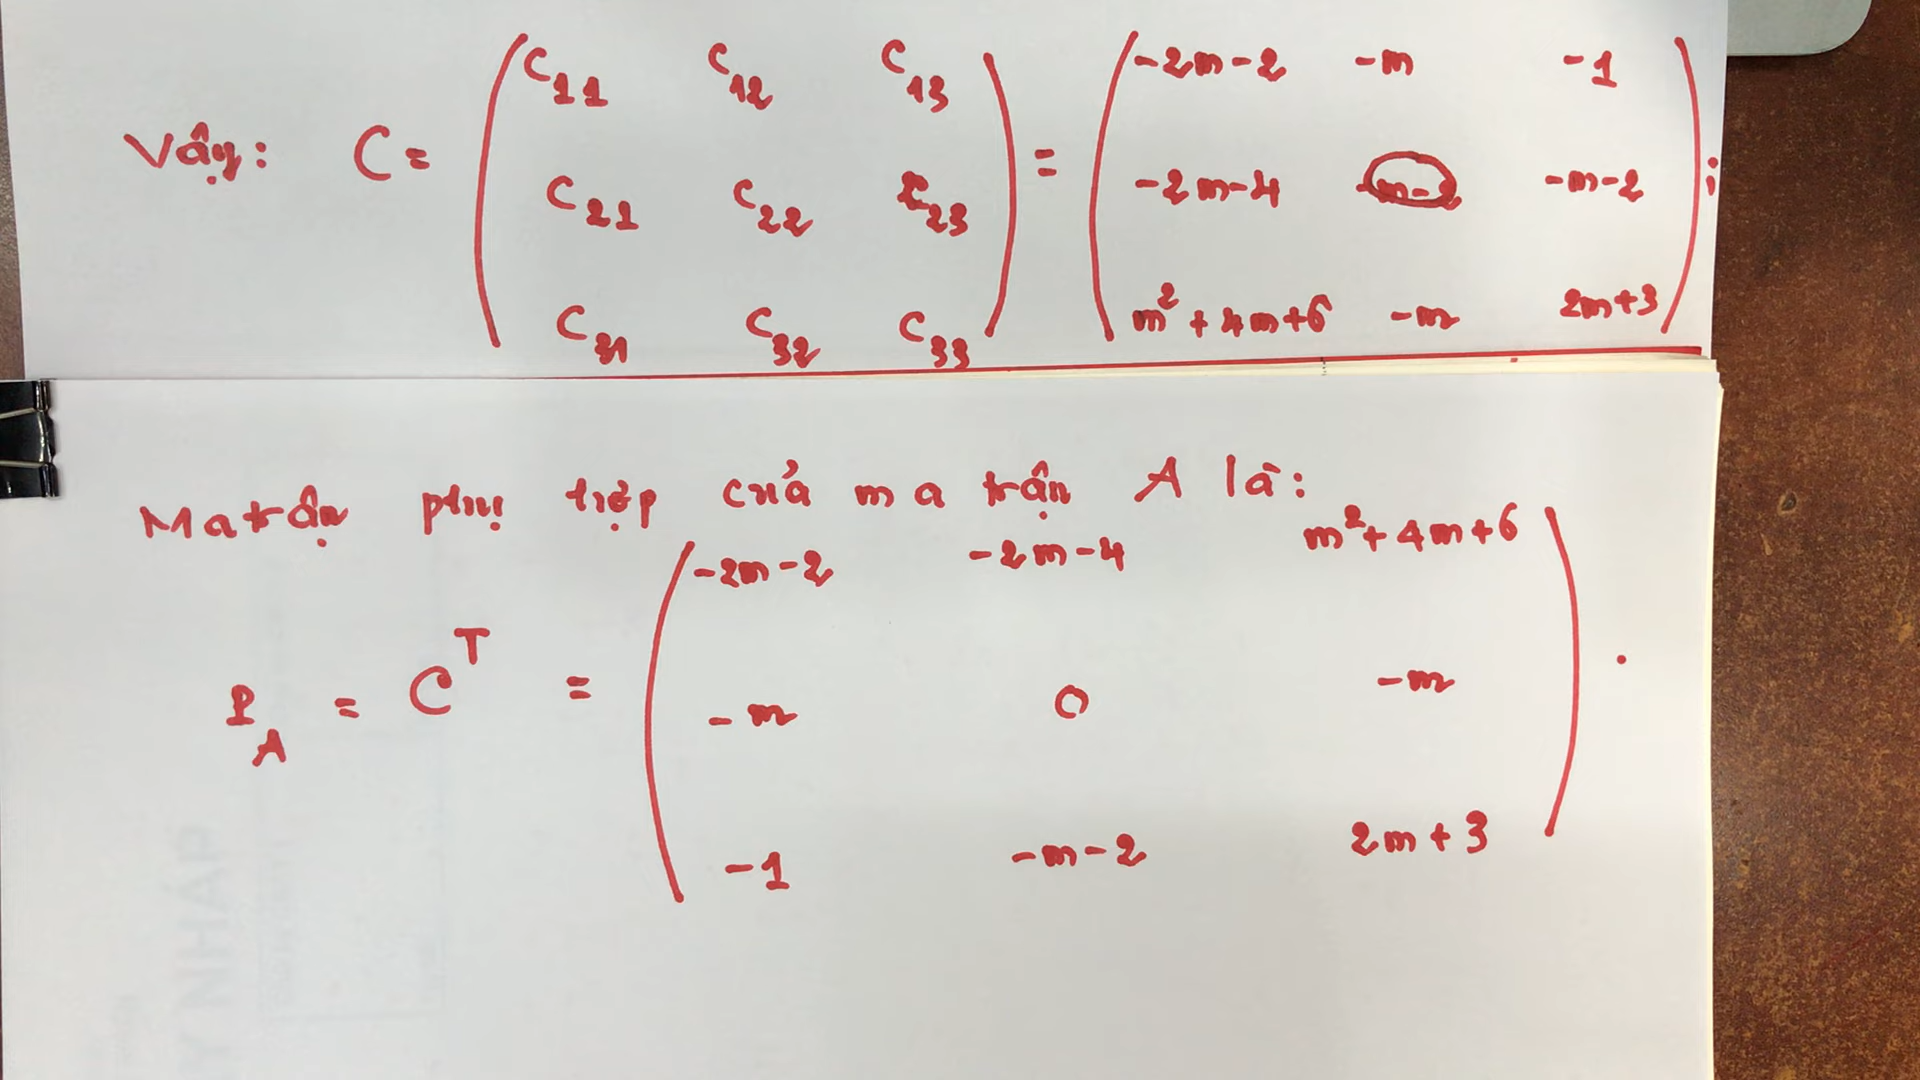 Vậy: C = ( C11 C12 C13 ) = ( -2m-2 -m -1 ) ;
C21 C22 C23 -2m-4 -m-2
C31 C32 C33 m²+4m+6 -m 2m+3
Ma trận phụ hợp của ma trận A là:
( -2m-2 -2m-4 m²+4m+6 )
P_A = C^T = -m 0 -m .
-1 -m-2 2m+3